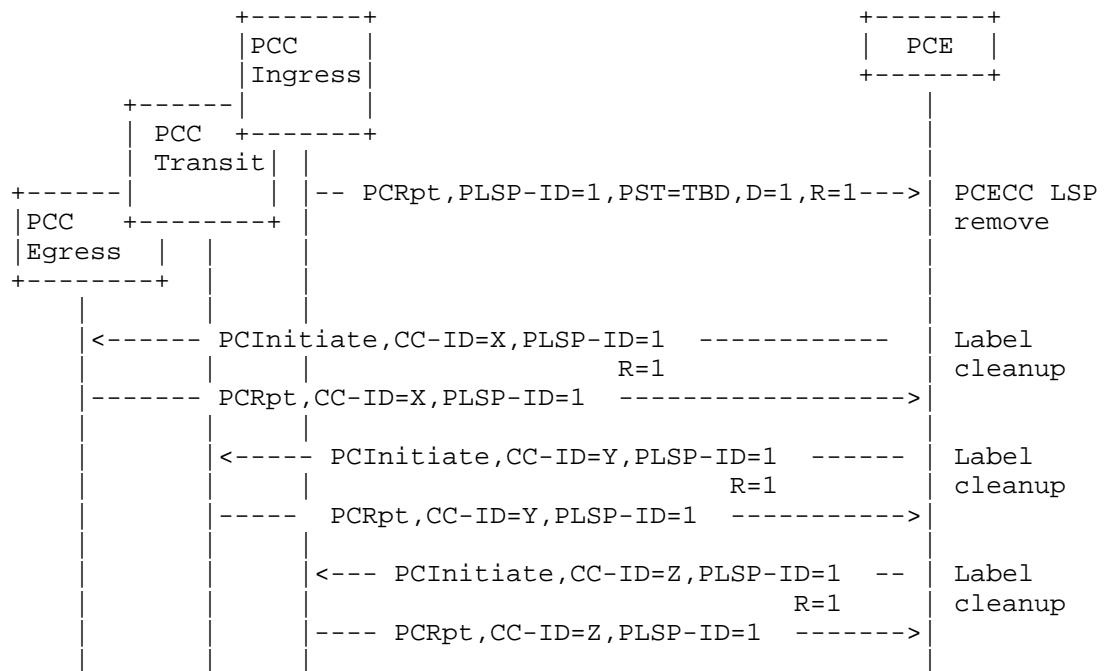 +-------+                              +-------+
                  |PCC    |                              |  PCE  |
                  |Ingress|                              +-------+
           +------|       |                                  |
           | PCC  +-------+                                  |
           | Transit| |                                      |
    +------|        | |-- PCRpt,PLSP-ID=1,PST=TBD,D=1,R=1--->| PCECC LSP
    |PCC   +--------+ |                                      | remove
    |Egress  | |      |                                      |
    +--------+ |      |                                      |
        |      |      |                                      |
        |<------ PCInitiate,CC-ID=X,PLSP-ID=1  ------------  | Label
        |      |      |                   R=1                | cleanup
        |------- PCRpt,CC-ID=X,PLSP-ID=1  ------------------>|
        |      |      |                                      |
        |      |<----- PCInitiate,CC-ID=Y,PLSP-ID=1  ------  | Label
        |      |      |                          R=1         | cleanup
        |      |-----  PCRpt,CC-ID=Y,PLSP-ID=1  ----------->|
        |      |      |                                      |
        |      |      |<--- PCInitiate,CC-ID=Z,PLSP-ID=1  -- | Label
        |      |      |                              R=1     | cleanup
        |      |      |---- PCRpt,CC-ID=Z,PLSP-ID=1  ------->|
        |      |      |                                      |